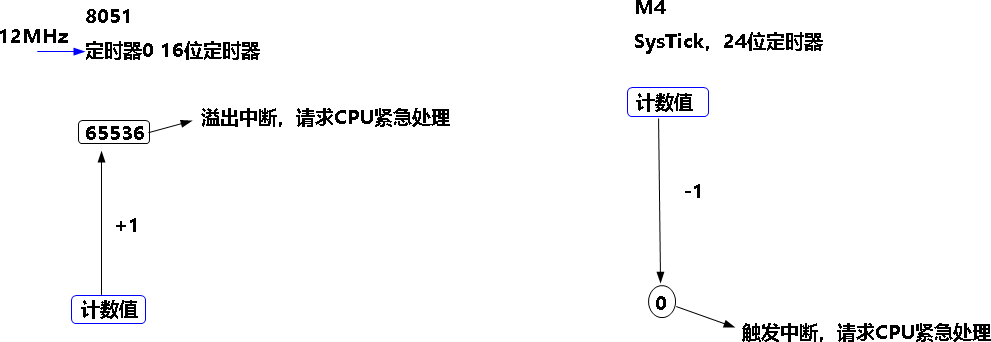 8051
12MHz
定时器0 16位定时器
溢出中断，请求CPU紧急处理
65536
+1
计数值
M4
SysTick，24位定时器
计数值
-1
0
触发中断，请求CPU紧急处理